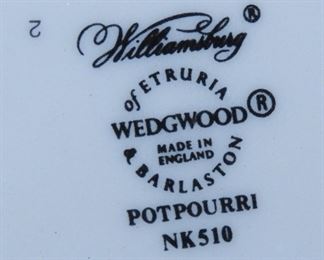 2
Williamsburg®
of ETRURIA
WEDGWOOD®
MADE IN
ENGLAND
& BARLASTON
POTPOURRI
NK510